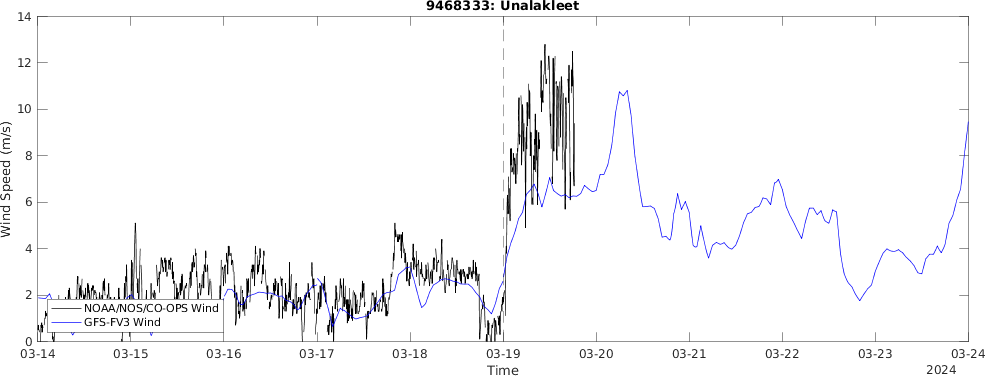 9468333: Unalakleet
14
12
10
8
6
4
2
0
Wind Speed (m/s)
NOAA/NOS/CO-OPS Wind
GFS-FV3 Wind
03-14 03-15 03-16 03-17 03-18 03-19 03-20 03-21 03-22 03-23 03-24
Time
2024